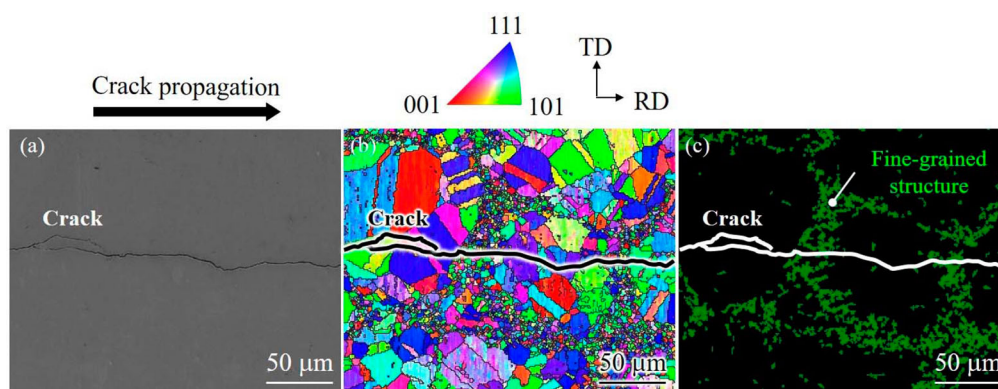 111
001
101
TD
RD
Crack propagation
(a)
Crack
50 μm
(b)
Crack
50 μm
(c)
Fine-grained
structure
Crack
50 μm